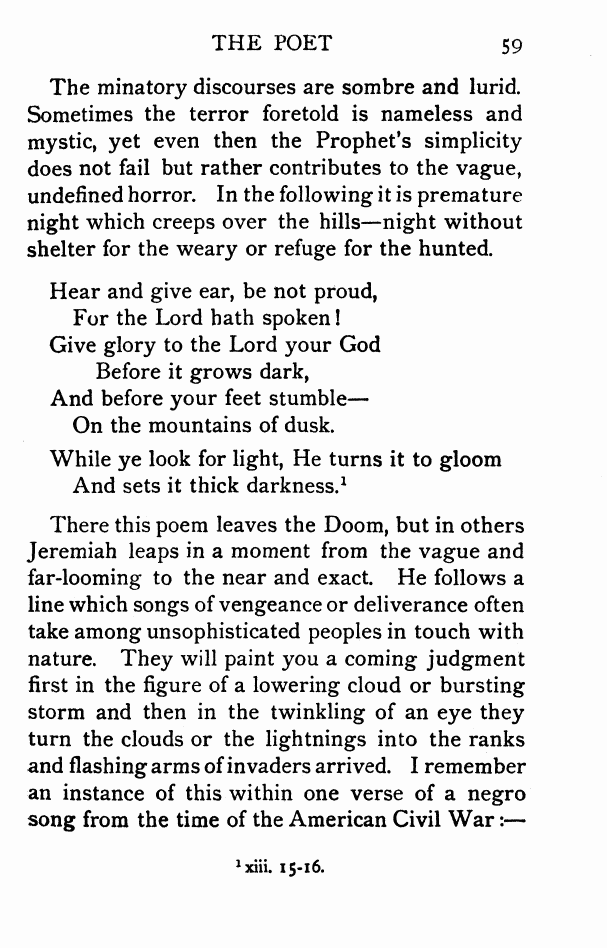 THE POET 59
The minatory discourses are sombre and lurid.
Sometimes the terror foretold is nameless and
mystic, yet even then the Prophet's simplicity
does not fail but rather contributes to the vague,
undefined horror. In the following it is premature
night which creeps over the hills—night without
shelter for the weary or refuge for the hunted.
Hear and give ear, be not proud,
For the Lord hath spoken!
Give glory to the Lord your God
Before it grows dark,
And before your feet stumble—
On the mountains of dusk.
While ye look for light, He turns it to gloom
And sets it thick darkness.¹
There this poem leaves the Doom, but in others
Jeremiah leaps in a moment from the vague and
far-looming to the near and exact. He follows a
line which songs of vengeance or deliverance often
take among unsophisticated peoples in touch with
nature. They will paint you a coming judgment
first in the figure of a lowering cloud or bursting
storm and then in the twinkling of an eye they
turn the clouds or the lightnings into the ranks
and flashing arms of invaders arrived. I remember
an instance of this within one verse of a negro
song from the time of the American Civil War:—
¹ xiii. 15-16.